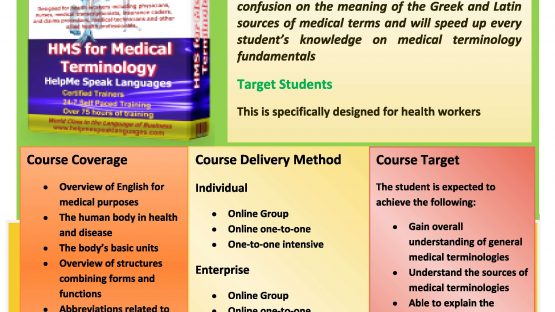 Designed for health workers including physicians,
nurses, medical professionals, insurance coders,
and claims personnel, medical technicians and other
allied health professionals.
HMS for Medical
Terminology
HelpMe Speak Languages
Certified Trainers
24-7 Self Paced Training
Over 75 hours of training
World Class in the Language of Business
www.helpmespeaklanguages.com
HMS for Medical
Terminology
confusion on the meaning of the Greek and Latin
sources of medical terms and will speed up every
student’s knowledge on medical terminology
fundamentals
Target Students
This is specifically designed for health workers
Course Coverage
• Overview of English for
medical purposes
• The human body in health
and disease
• The body’s basic units
• Overview of structures
combining forms and
functions
• Abbreviations related to
Course Delivery Method
Individual
• Online Group
• Online one-to-one
• One-to-one intensive
Enterprise
• Online Group
• Online one-to-one
Course Target
The student is expected to
achieve the following:
• Gain overall
understanding of general
medical terminologies
• Understand the sources of
medical terminologies
• Able to explain the